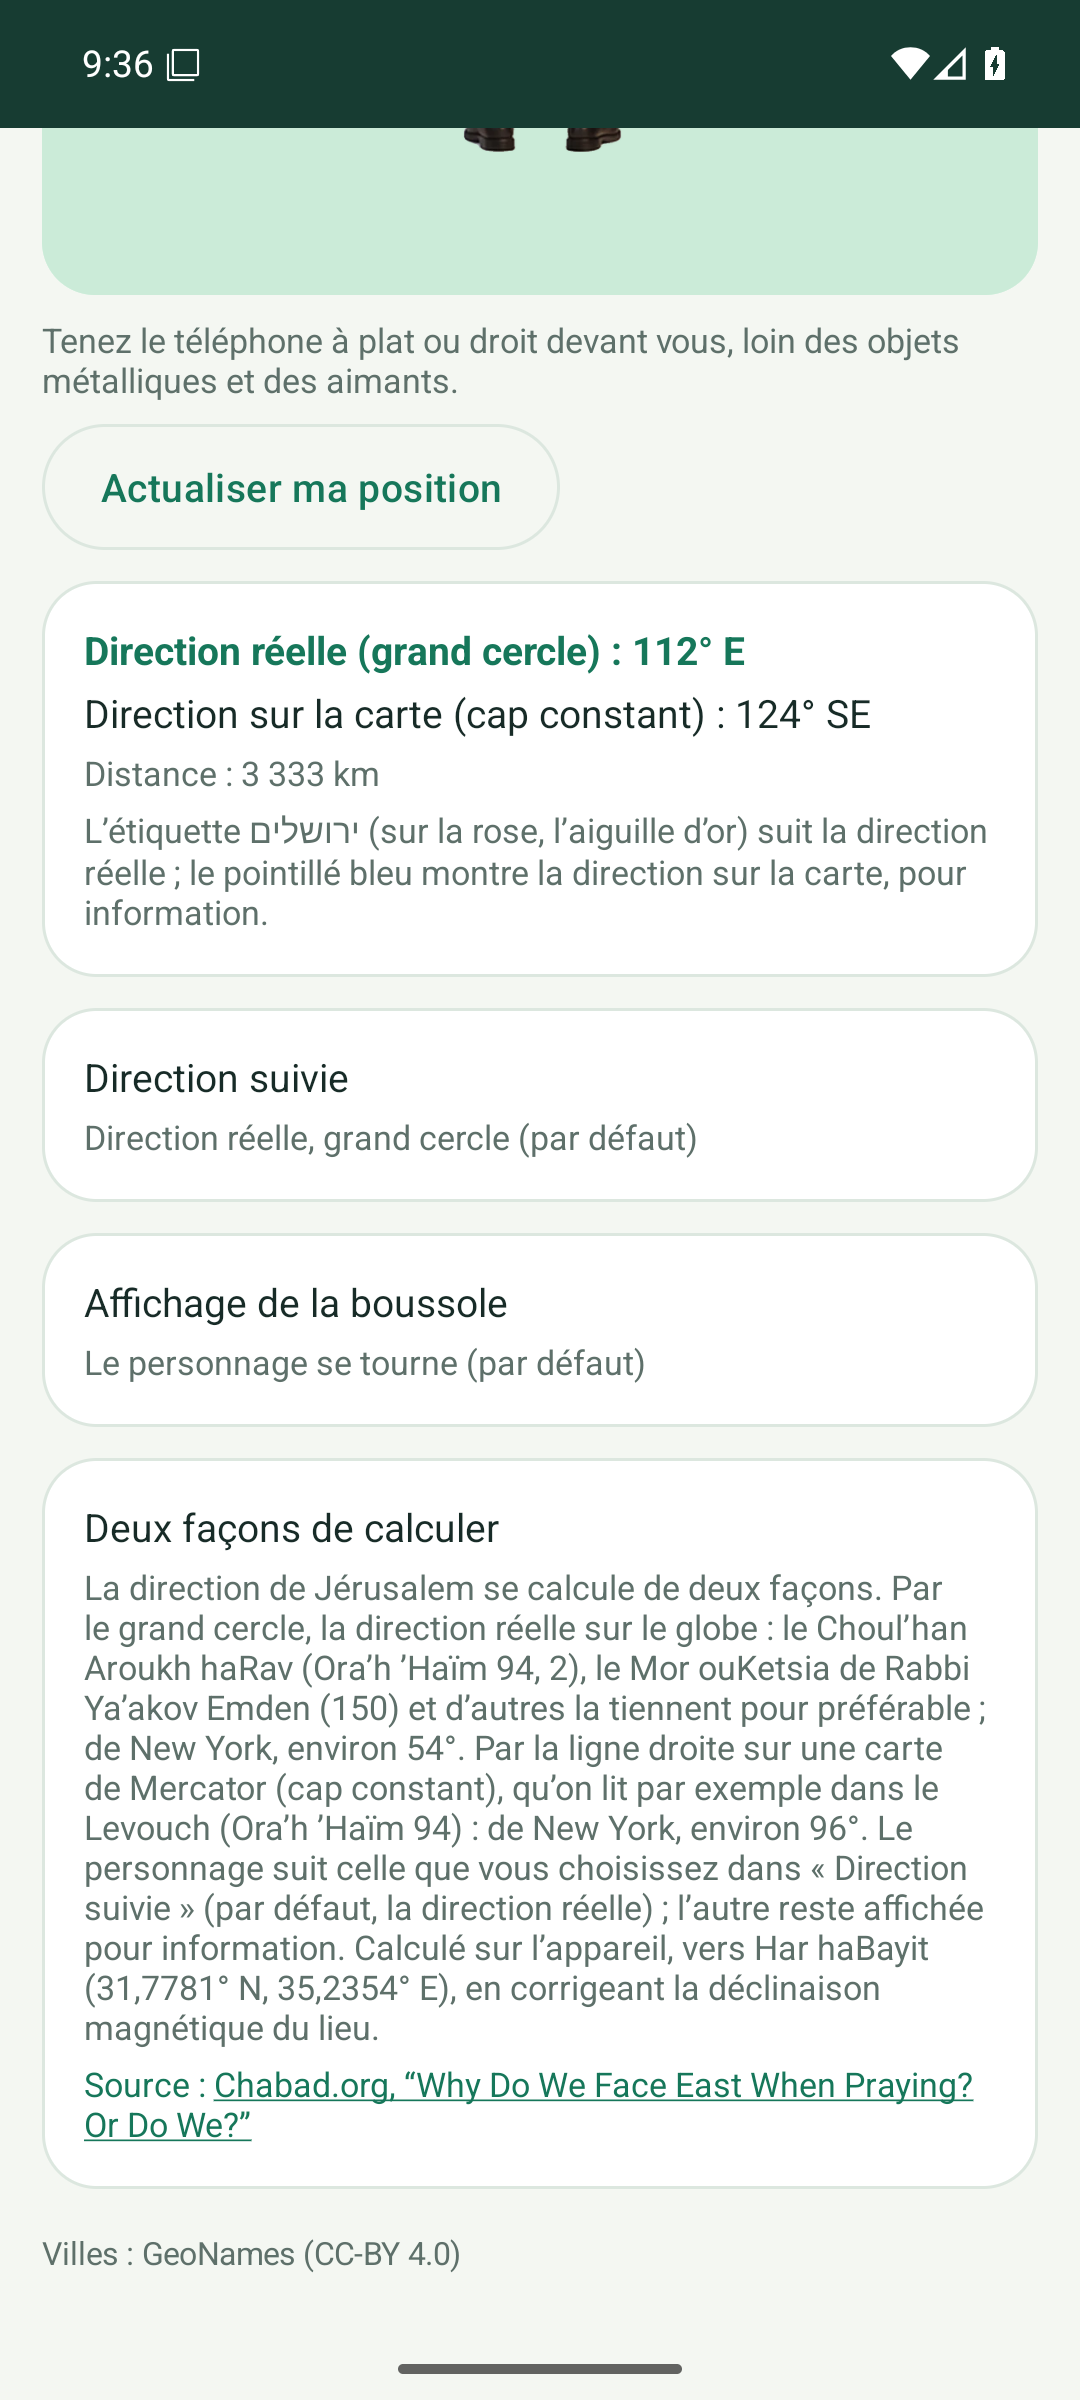 9:36
Tenez le téléphone à plat ou droit devant vous, loin des objets
métalliques et des aimants.
Actualiser ma position
Direction réelle (grand cercle) : 112° E
Direction sur la carte (cap constant) : 124° SE
Distance : 3 333 km
L’étiquette ירושלים (sur la rose, l’aiguille d’or) suit la direction
réelle ; le pointillé bleu montre la direction sur la carte, pour
information.
Direction suivie
Direction réelle, grand cercle (par défaut)
Affichage de la boussole
Le personnage se tourne (par défaut)
Deux façons de calculer
La direction de Jérusalem se calcule de deux façons. Par
le grand cercle, la direction réelle sur le globe : le Choul’han
Aroukh haRav (Ora’h ’Haïm 94, 2), le Mor ouKetsia de Rabbi
Ya’akov Emden (150) et d’autres la tiennent pour préférable ;
de New York, environ 54°. Par la ligne droite sur une carte
de Mercator (cap constant), qu’on lit par exemple dans le
Levouch (Ora’h ’Haïm 94) : de New York, environ 96°. Le
personnage suit celle que vous choisissez dans « Direction
suivie » (par défaut, la direction réelle) ; l’autre reste affichée
pour information. Calculé sur l’appareil, vers Har haBayit
(31,7781° N, 35,2354° E), en corrigeant la déclinaison
magnétique du lieu.
Source : Chabad.org, “Why Do We Face East When Praying?
Or Do We?”
Villes : GeoNames (CC-BY 4.0)